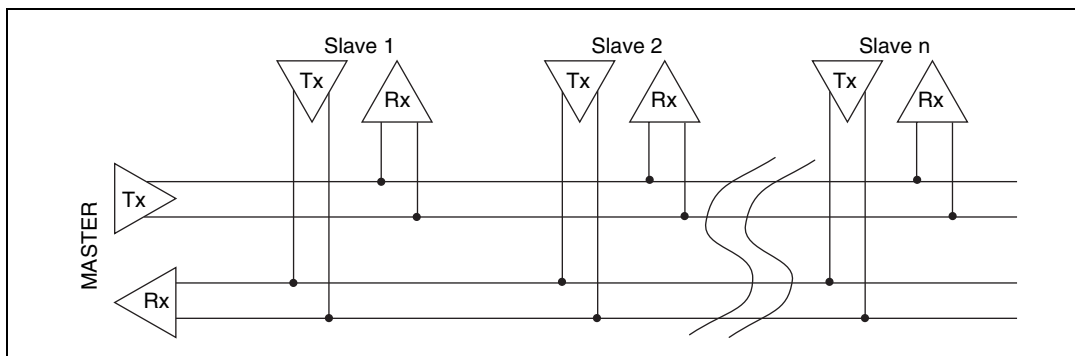 Slave 1
Slave 2
Slave n
Tx
Rx
Tx
Rx
Tx
Rx
MASTER
Tx
Rx